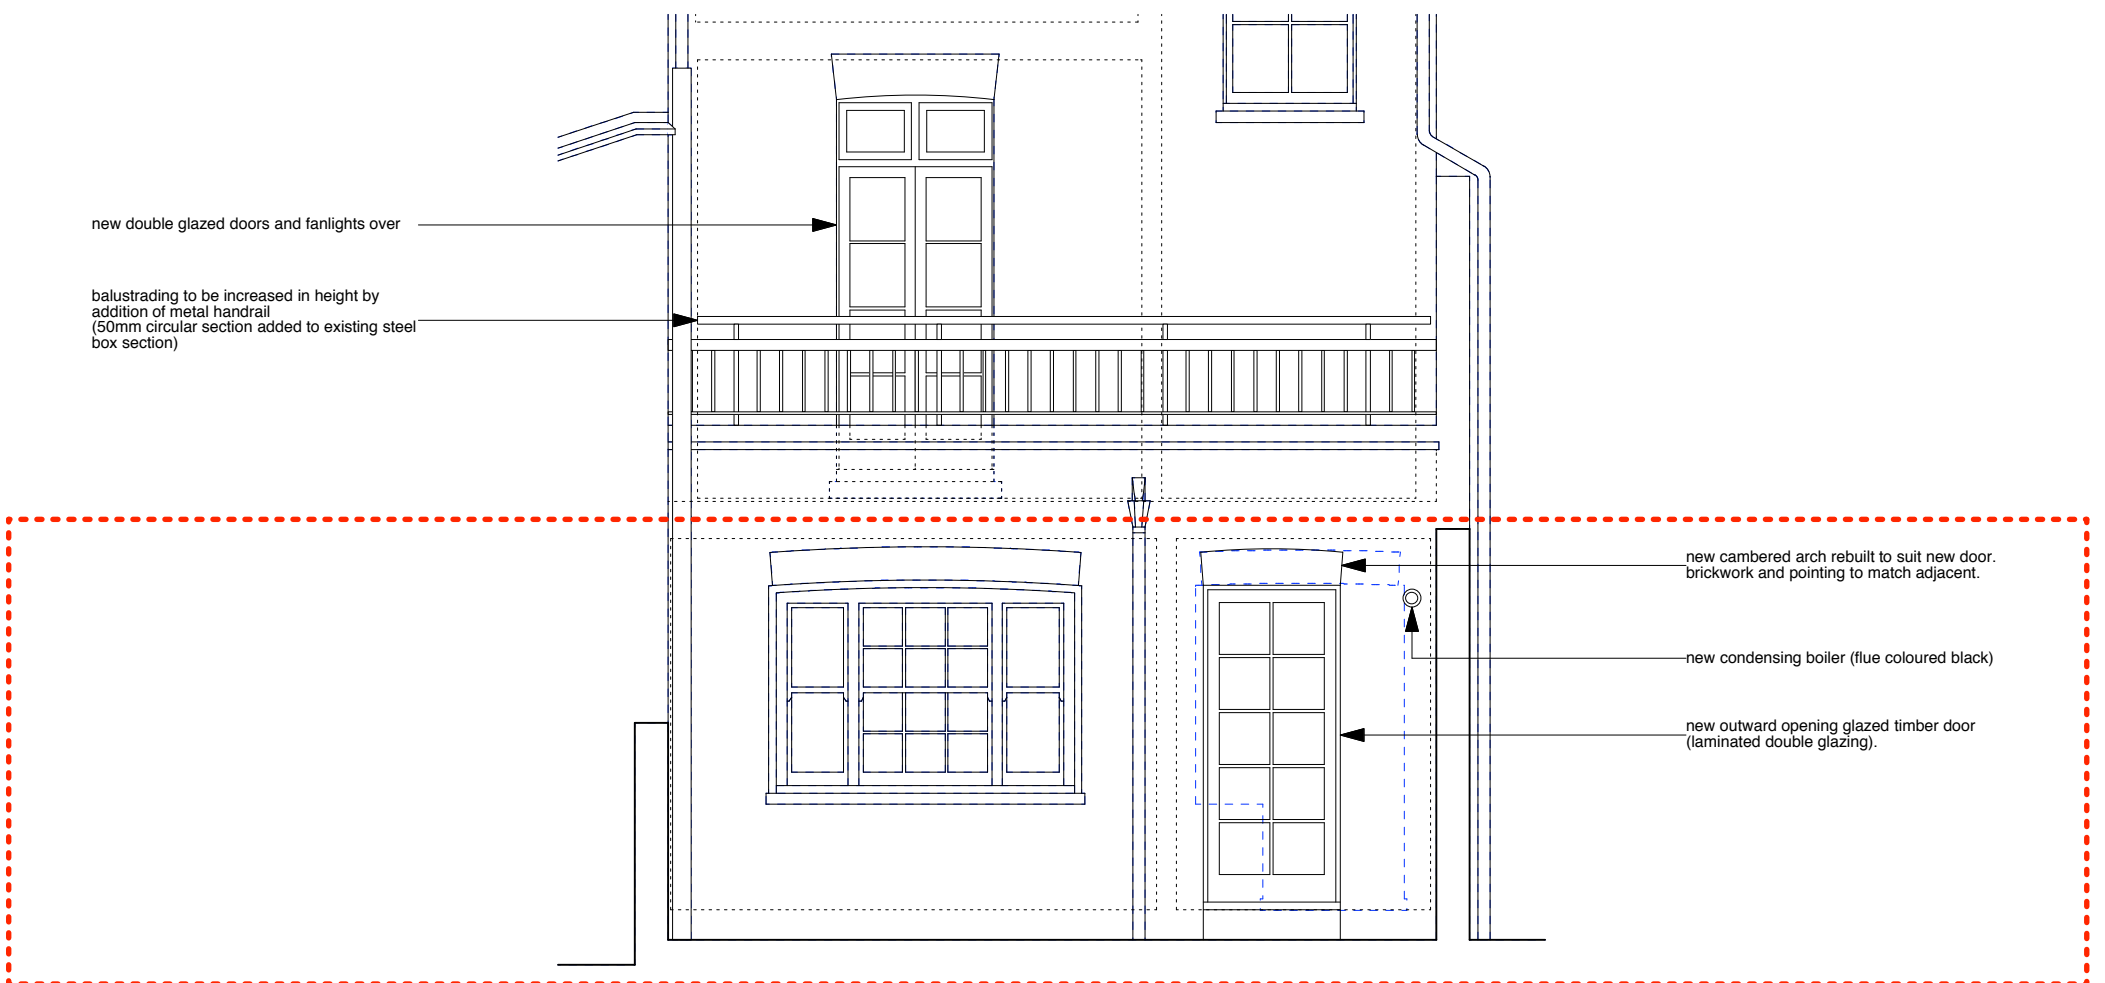 new double glazed doors and fanlights over
balustrading to be increased in height by
addition of metal handrail
(50mm circular section added to existing steel
box section)
new cambered arch rebuilt to suit new door.
brickwork and pointing to match adjacent.
new condensing boiler (flue coloured black)
new outward opening glazed timber door
(laminated double glazing).